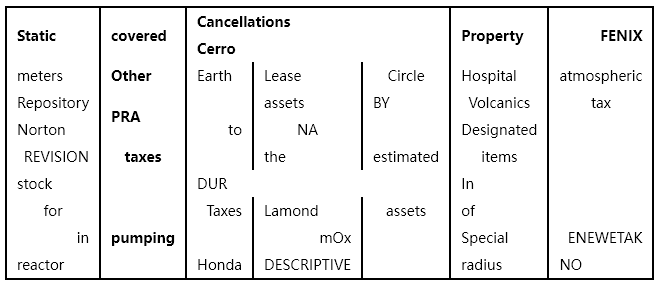 Static covered Cancellations Cerro Property FENIX
meters Other Earth Lease Circle Hospital atmospheric
Repository PRA assets BY Volcanics tax
Norton to NA Designated
REVISION taxes the estimated items
stock DUR In
for Taxes Lamond assets of
in pumping mOx Special ENEWETAK
reactor Honda DESCRIPTIVE radius NO